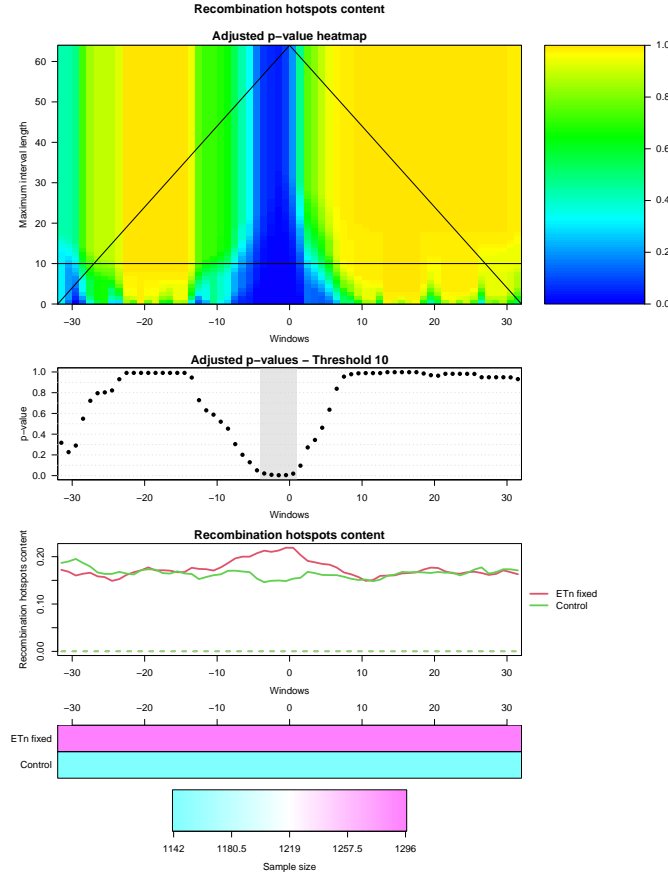 Recombination hotspots content
Adjusted p−value heatmap
Maximum interval length
0 10 20 30 40 50 60
−30 −20 −10 0 10 20 30
Windows
0.0 0.2 0.4 0.6 0.8 1.0
Adjusted p−values − Threshold 10
p−value
0.0 0.2 0.4 0.6 0.8 1.0
−30 −20 −10 0 10 20 30
Windows
Recombination hotspots content
Recombination hotspots content
0.00 0.10 0.20
−30 −20 −10 0 10 20 30
Windows
ETn fixed
Control
−30 −20 −10 0 10 20 30
ETn fixed
Control
1142 1180.5 1219 1257.5 1296
Sample size